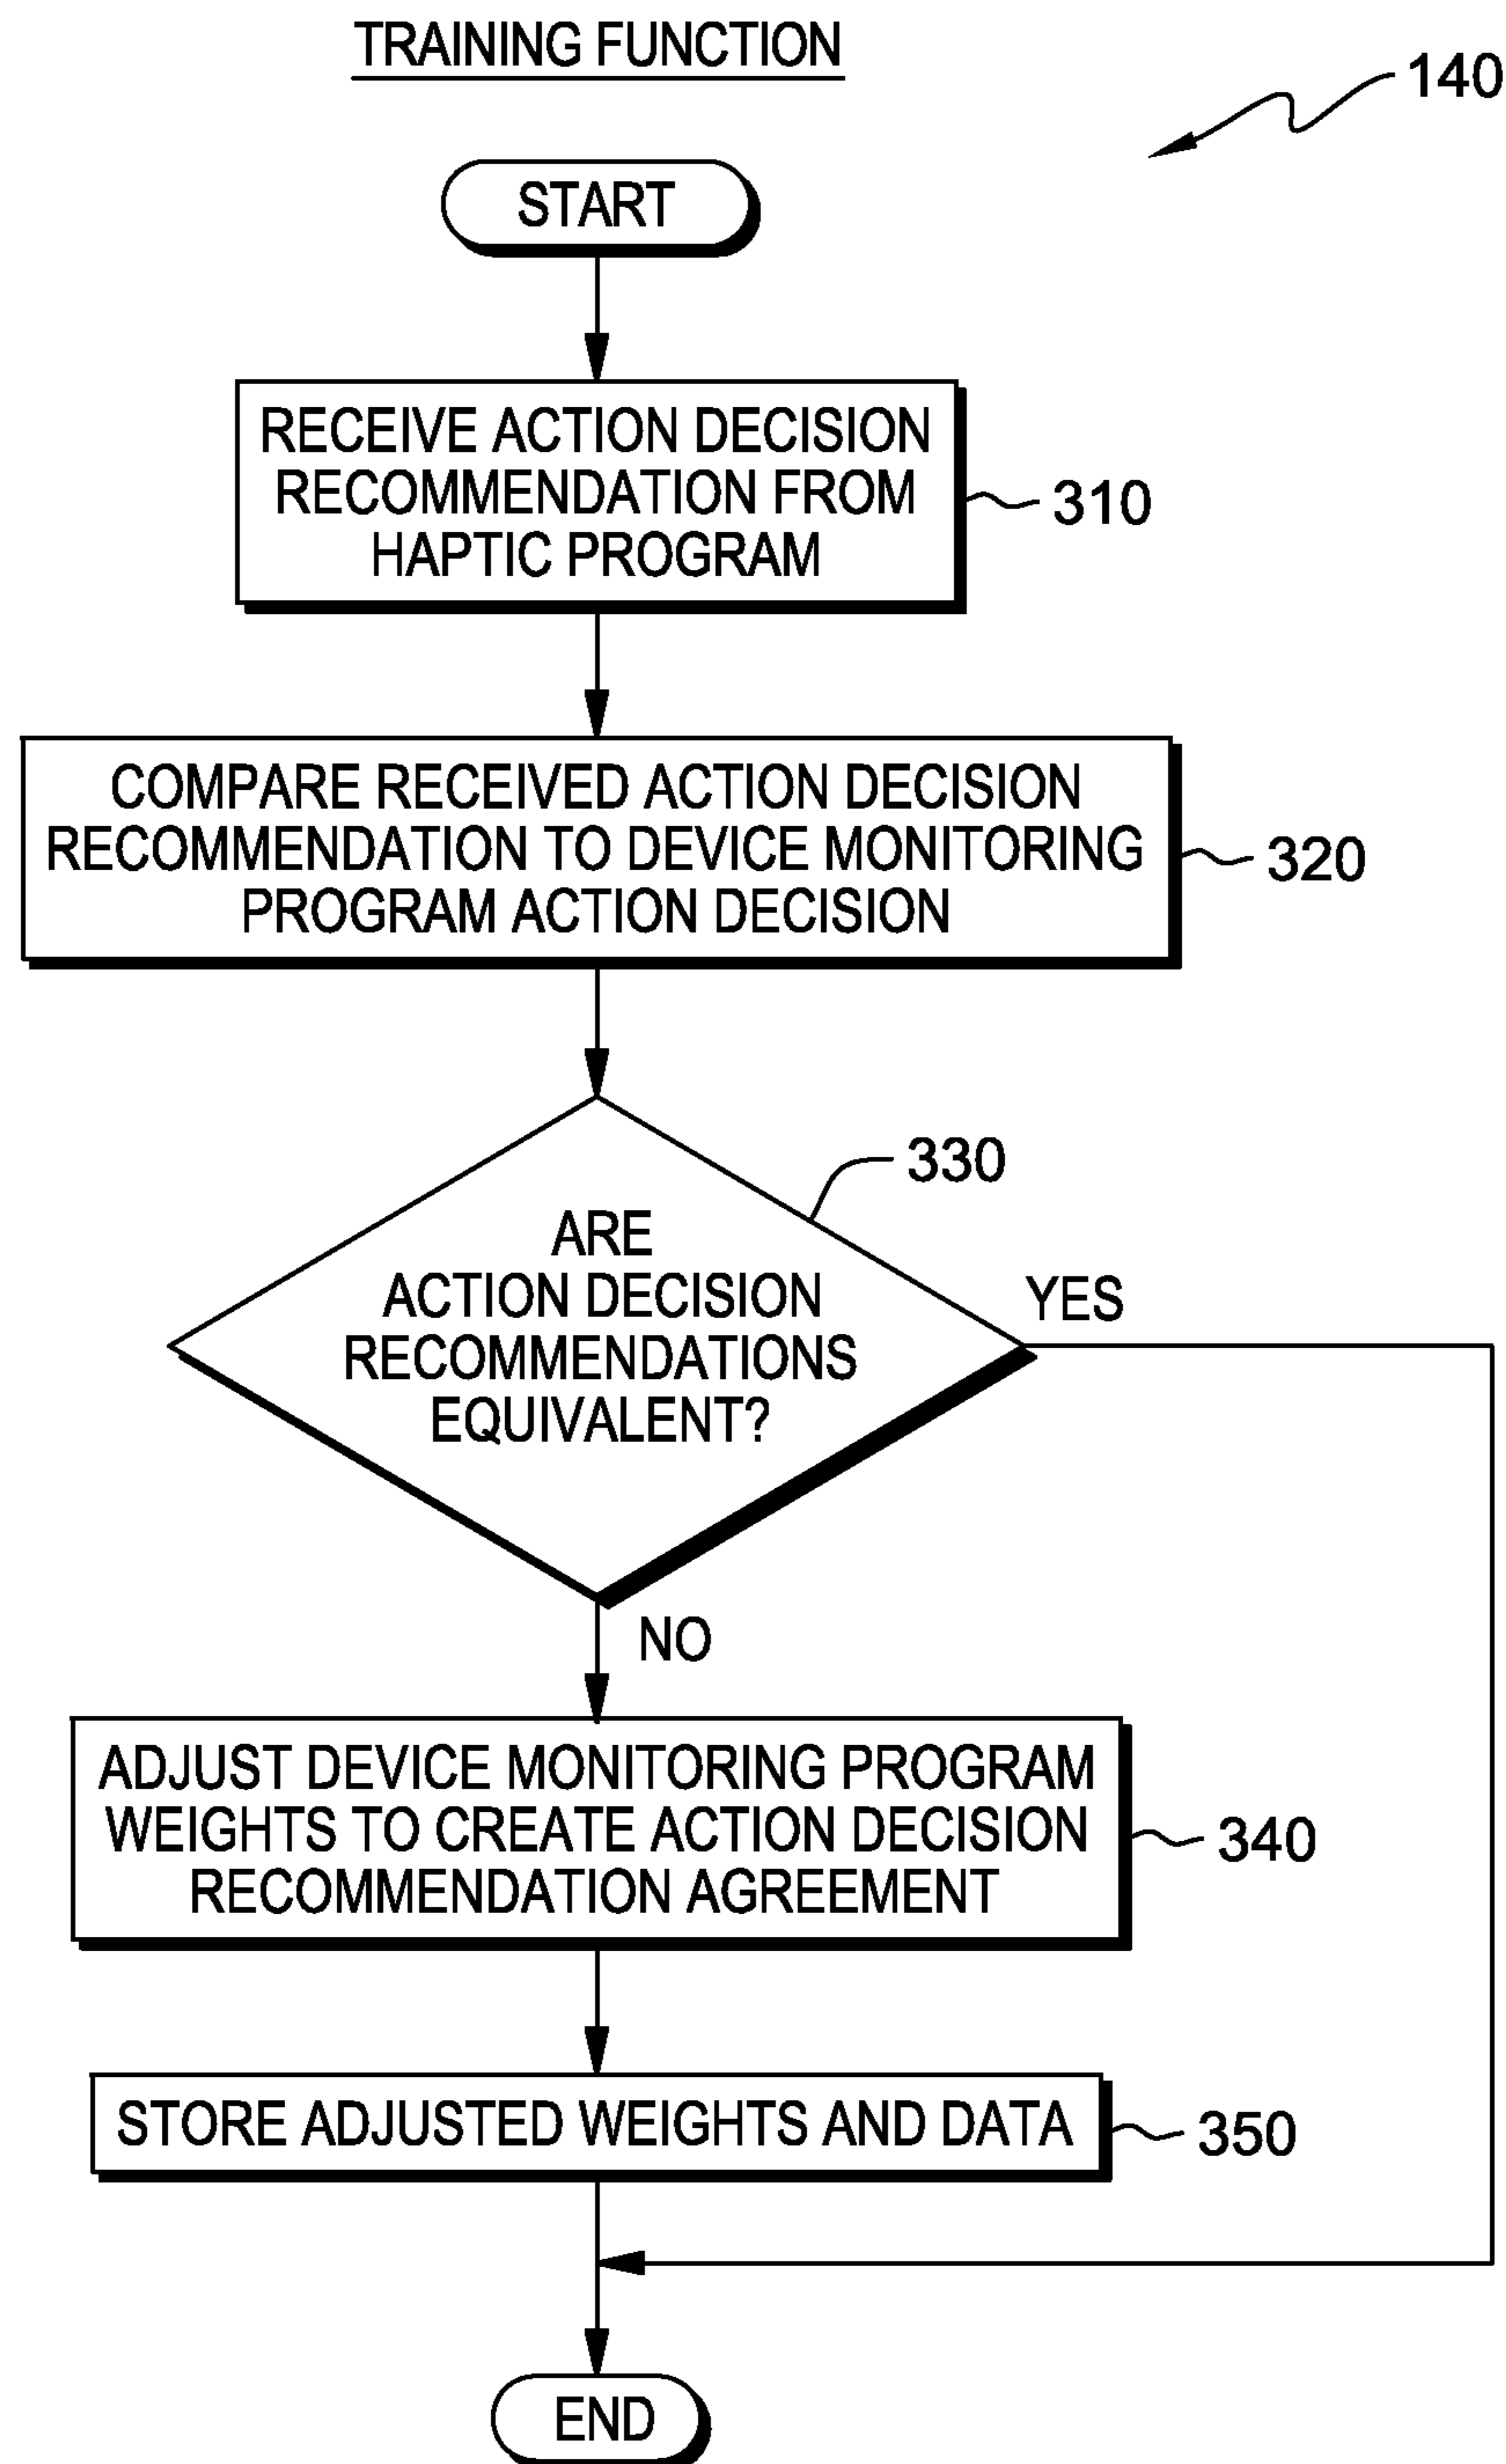 TRAINING FUNCTION
140
START
RECEIVE ACTION DECISION
RECOMMENDATION FROM
HAPTIC PROGRAM
310
COMPARE RECEIVED ACTION DECISION
RECOMMENDATION TO DEVICE MONITORING
PROGRAM ACTION DECISION
320
330
ARE
ACTION DECISION
RECOMMENDATIONS
EQUIVALENT?
YES
NO
ADJUST DEVICE MONITORING PROGRAM
WEIGHTS TO CREATE ACTION DECISION
RECOMMENDATION AGREEMENT
340
STORE ADJUSTED WEIGHTS AND DATA
350
END